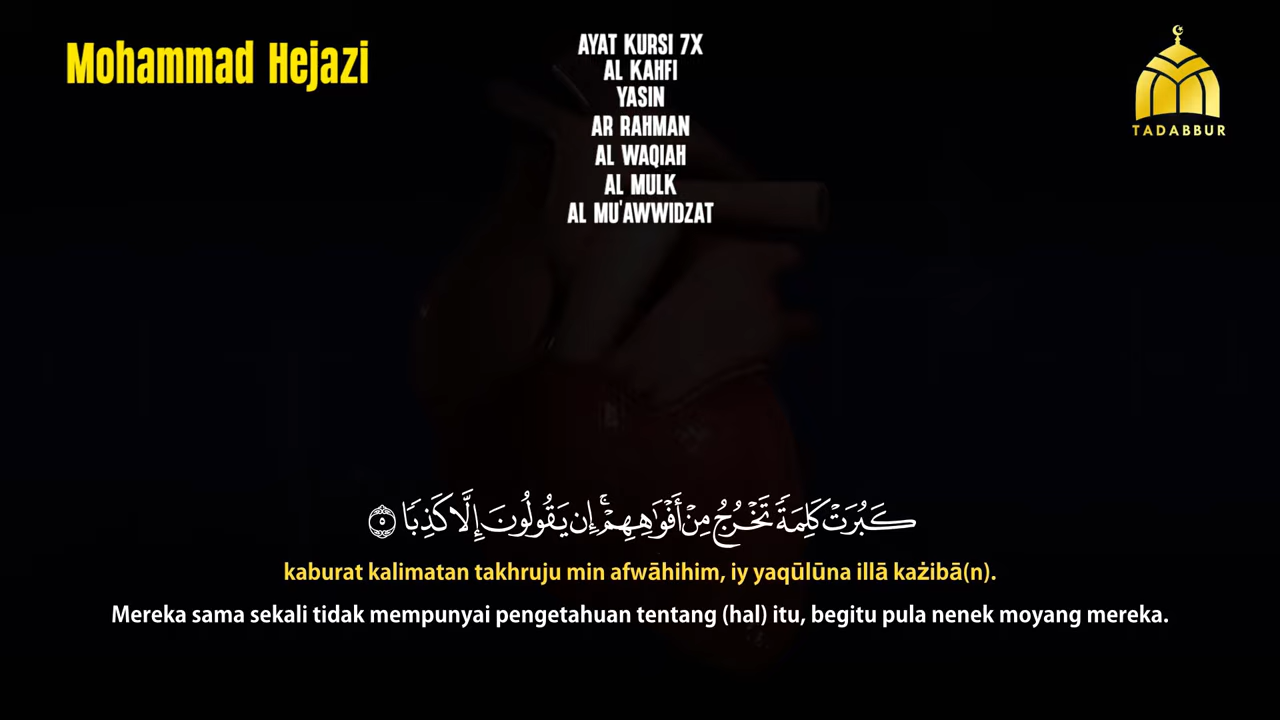 Mohammad Hejazi
AYAT KURSI 7X
AL KAHFI
YASIN
AR RAHMAN
AL WAQIAH
AL MULK
AL MU'AWWIDZAT
TADABBUR
كَبُرَتْ كَلِمَةً تَخْرُجُ مِنْ أَفْوَٰهِهِمْ ۚ إِن يَقُولُونَ إِلَّا كَذِبًا ٥
kaburat kalimatan takhruju min afwāhihim, iy yaqūlūna illā każibā(n).
Mereka sama sekali tidak mempunyai pengetahuan tentang (hal) itu, begitu pula nenek moyang mereka.